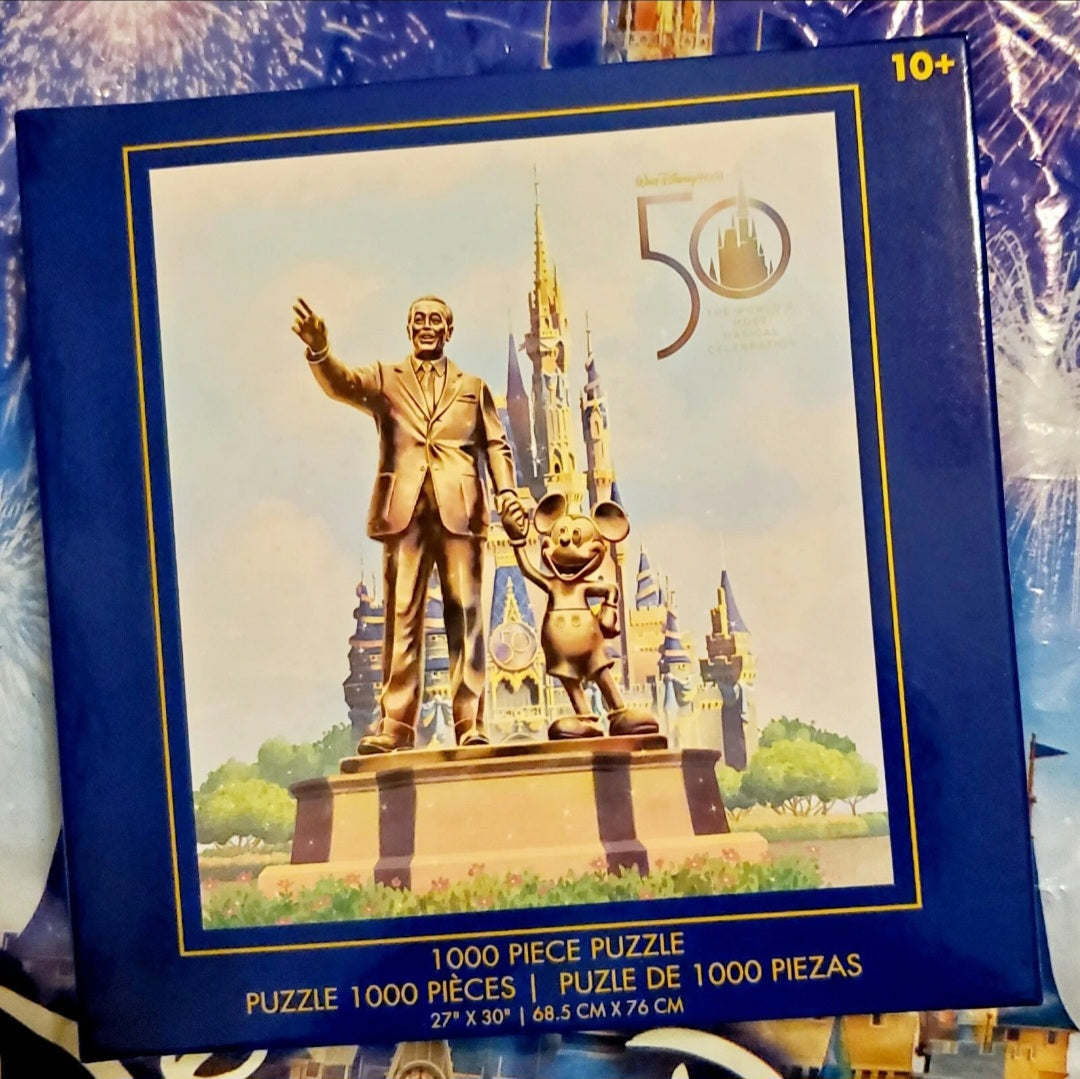 10+
Walt Disney World
50
THE WORLD'S
MOST
MAGICAL
CELEBRATION
50
1000 PIECE PUZZLE
PUZZLE 1000 PIÈCES | PUZLE DE 1000 PIEZAS
27" X 30" | 68.5 CM X 76 CM